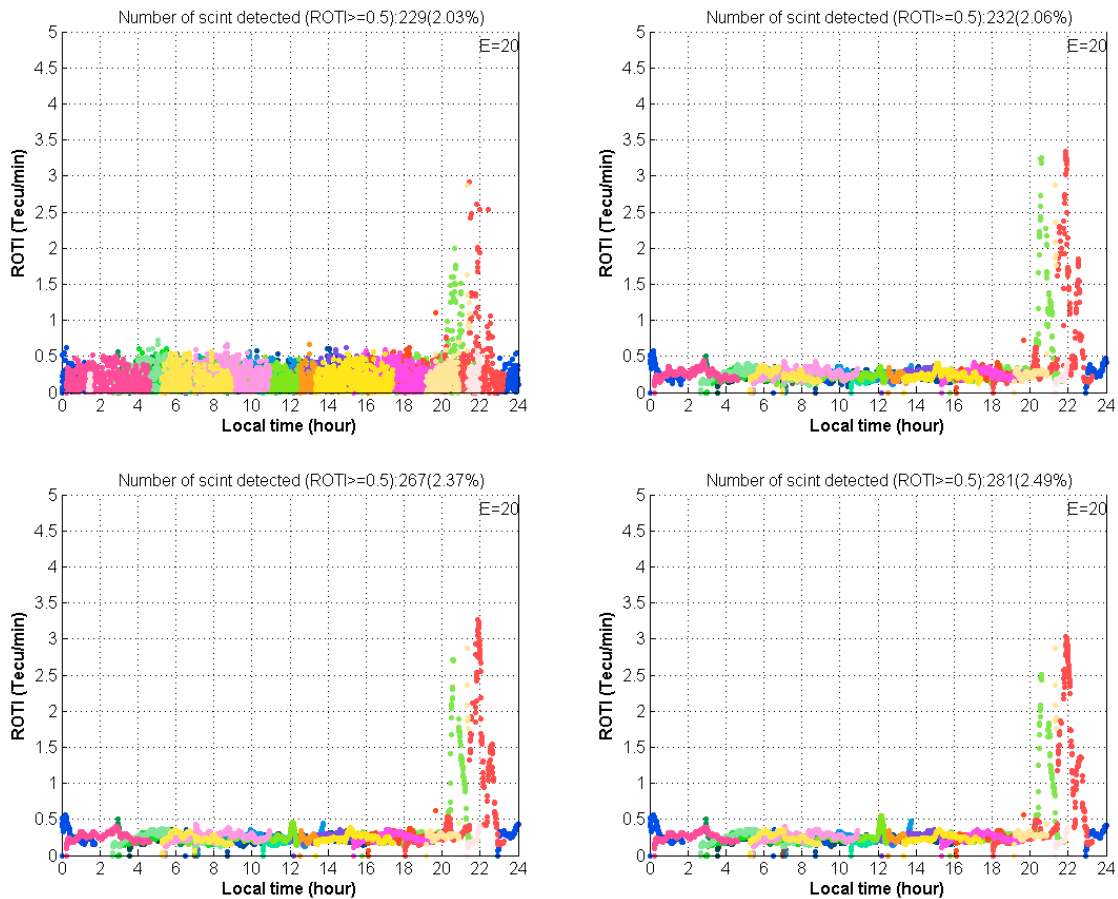 Number of scint detected (ROTI>=0.5):229(2.03%)
E=20
5
4.5
4
3.5
3
2.5
2
1.5
1
0.5
0
ROTI (Tecu/min)
0 2 4 6 8 10 12 14 16 18 20 22 24
Local time (hour)
Number of scint detected (ROTI>=0.5):232(2.06%)
E=20
5
4.5
4
3.5
3
2.5
2
1.5
1
0.5
0
ROTI (Tecu/min)
0 2 4 6 8 10 12 14 16 18 20 22 24
Local time (hour)
Number of scint detected (ROTI>=0.5):267(2.37%)
E=20
5
4.5
4
3.5
3
2.5
2
1.5
1
0.5
0
ROTI (Tecu/min)
0 2 4 6 8 10 12 14 16 18 20 22 24
Local time (hour)
Number of scint detected (ROTI>=0.5):281(2.49%)
E=20
5
4.5
4
3.5
3
2.5
2
1.5
1
0.5
0
ROTI (Tecu/min)
0 2 4 6 8 10 12 14 16 18 20 22 24
Local time (hour)